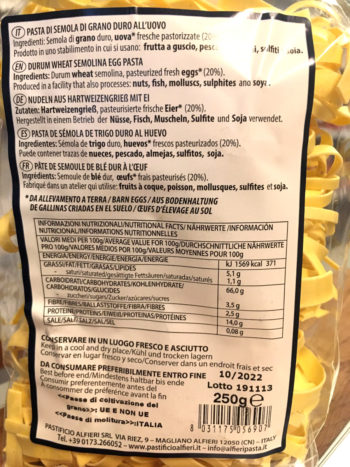 IT PASTA DI SEMOLA DI GRANO DURO ALL'UOVO
Ingredienti: Semola di grano duro, uova* fresche pastorizzate (20
Prodotto in uno stabilimento in cui si usano: frutta a guscio, pesc
EN DURUM WHEAT SEMOLINA EGG PASTA
Ingredients: Durum wheat semolina, pasteurized fresh eggs* (20%).
Produced in a facility that also processes: nuts, fish, molluscs, sulphites and soya.
DE NUDELN AUS HARTWEIZENGRIEß MIT EI
Zutaten: Hartweizengrieß, pasteurisierte frische Eier* (20%).
Hergestellt in einem Betrieb der Nüsse, Fisch, Muscheln, Sulfite und Soja verwendet.
ES PASTA DE SÉMOLA DE TRIGO DURO AL HUEVO
Ingredientes: Sémola de trigo duro, huevos* frescos pasteurizados (20%).
Puede contener trazas de nueces, pescado, almejas, sulfitos, soja.
FR PÂTE DE SEMOULE DE BLÉ DUR À L'ŒUF
Ingrédients: Semoule de blé dur, œufs* frais pasteurisés (20%).
Fabriqué dans un atelier qui utilise: fruits à coque, poisson, mollusques, sulfites et soja.
*DA ALLEVAMENTO A TERRA / BARN EGGS / AUS BODENHALTUNG
DE GALLINAS CRIADAS EN EL SUELO / ŒUFS D'ÉLEVAGE AU SOL
INFORMAZIONI NUTRIZIONALI/NUTRITIONAL FACTS/ NÄHRWERTE /INFORMACIÓN
NUTRICIONAL/INFORMATIONS NUTRITIONNELLES
VALORI MEDI PER 100g/AVERAGE VALUE FOR 100g/DURCHSCHNITTLICHE NÄHRWERTE
PRO 100g/VALORES MEDIOS POR 100g/VALEURS MOYENNES POUR 100g
ENERGIA/ENERGY/ENERGIE/ENERGÍA/ENERGIE kJ 1569 kcal 371
GRASSI/FAT/FETT/GRASAS/LIPIDES 5,1 g
- saturi/saturated/gesättigte Fettsäuren/saturadas/saturés 1,1 g
CARBOIDRATI/CARBOHYDRATES/KOHLENHYDRATE/
CARBOHIDRATOS/GLUCIDES 66,0 g
- zuccheri/sugars/Zucker/azúcares/sucres
FIBRE/FIBRES/BALLASTSTOFFE/FIBRA/FIBRES 3,5 g
PROTEINE/PROTEINS/EIWEIß/PROTEINAS/PROTÉINES 2,5 g
SALE/SALT/SALZ/SAL/SEL 14,0 g
0,08 g
CONSERVARE IN UN LUOGO FRESCO E ASCIUTTO
Keep in a cool and dry place/Kühl und trocken lagern
Conservar en lugar fresco y seco/Conserver dans un endroit frais et sec
DA CONSUMARE PREFERIBILMENTE ENTRO FINE 10/2022
Best before end/Mindestens haltbar bis ende
Consumir preferentemente antes del
A consommer de préférence avant la fin
Lotto 191113
250g e
<<Paese di coltivazione del
grano>>: UE E NON UE
<<Paese di molitura>>:ITALIA
8 031175 056907
PASTIFICIO ALFIERI SRL VIA RIEZ, 9 – MAGLIANO ALFIERI 12050 (CN) – ITALY
Tel. +39 0173.266052 – www.pastificioalfieri.it – info@alfieripasta.com